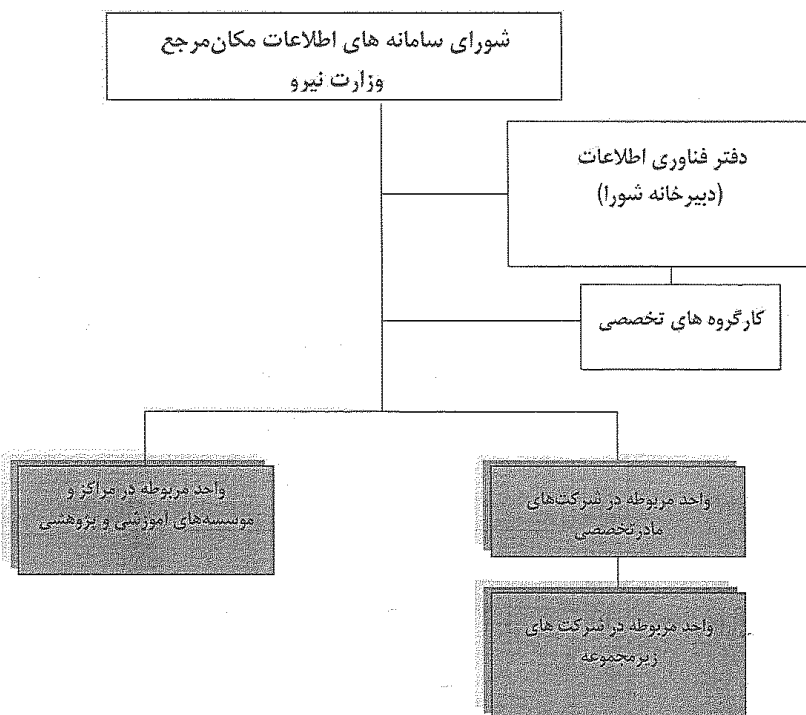 شورای سامانه های اطلاعات مکان‌مرجع
وزارت نیرو
دفتر فناوری اطلاعات
(دبیرخانه شورا)
کارگروه های تخصصی
واحد مربوطه در شرکت‌های
مادرتخصصی
واحد مربوطه در مراکز و
موسسه‌های آموزشی و پژوهشی
واحد مربوطه در شرکت های
زیرمجموعه